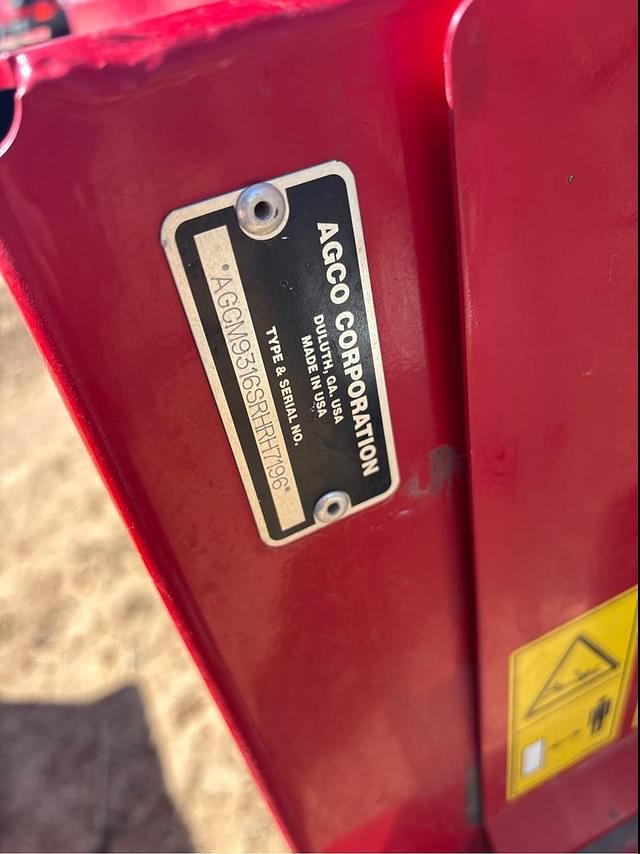 AGCO CORPORATION
DULUTH, GA. USA
MADE IN USA
TYPE & SERIAL NO.
*AGCM9316SRHRH7196*